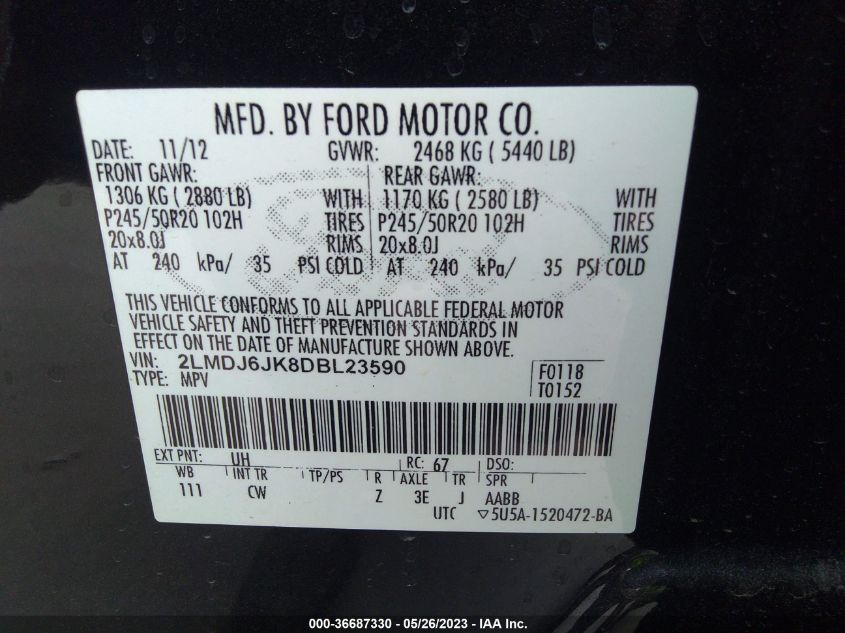 MFD. BY FORD MOTOR CO.
DATE: 11/12 GVWR: 2468 KG ( 5440 LB)
FRONT GAWR: REAR GAWR:
1306 KG ( 2880 LB) WITH 1170 KG ( 2580 LB) WITH
P245/50R20 102H TIRES P245/50R20 102H TIRES
20x8.0J RIMS 20x8.0J RIMS
AT 240 kPa/ 35 PSI COLD AT 240 kPa/ 35 PSI COLD
THIS VEHICLE CONFORMS TO ALL APPLICABLE FEDERAL MOTOR
VEHICLE SAFETY AND THEFT PREVENTION STANDARDS IN
EFFECT ON THE DATE OF MANUFACTURE SHOWN ABOVE.
VIN: 2LMDJ6JK8DBL23590 F0118
TYPE: MPV T0152
EXT PNT: UH RC: 67 DSO:
WB INT TR TP/PS R AXLE TR SPR
111 CW Z 3E J AABB
UTC ▽5U5A-1520472-BA
000-36687330 - 05/26/2023 - IAA Inc.